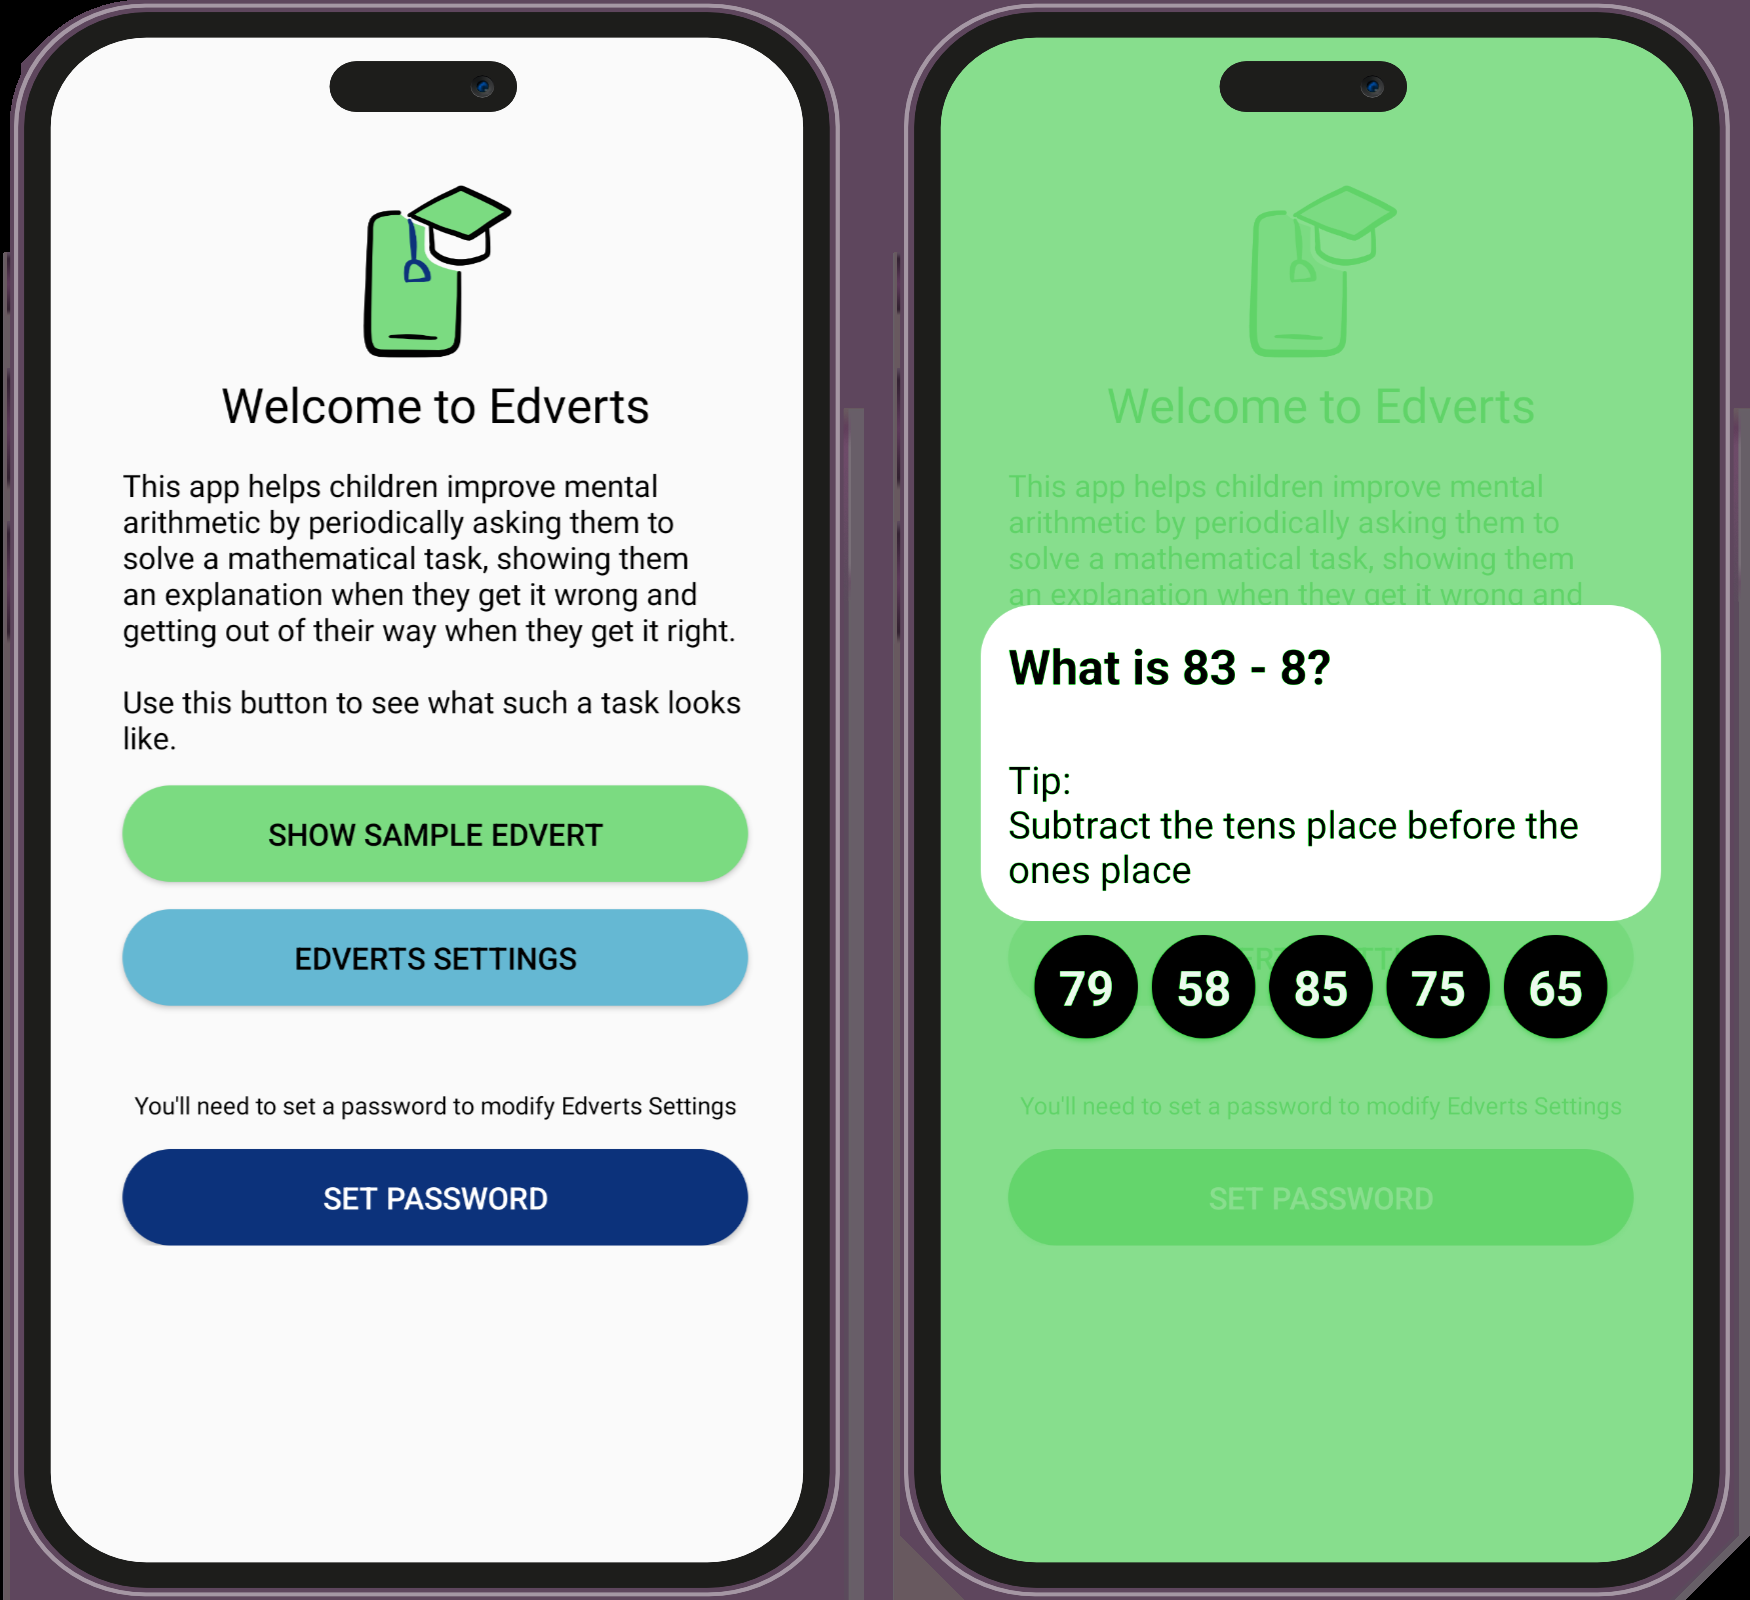 Welcome to Edverts
This app helps children improve mental
arithmetic by periodically asking them to
solve a mathematical task, showing them
an explanation when they get it wrong and
getting out of their way when they get it right.
Use this button to see what such a task looks
like.
SHOW SAMPLE EDVERT
EDVERTS SETTINGS
You'll need to set a password to modify Edverts Settings
SET PASSWORD
Welcome to Edverts
This app helps children improve mental
arithmetic by periodically asking them to
solve a mathematical task, showing them
an explanation when they get it wrong and
What is 83 - 8?
Tip:
Subtract the tens place before the
ones place
79 58 85 75 65
You'll need to set a password to modify Edverts Settings
SET PASSWORD